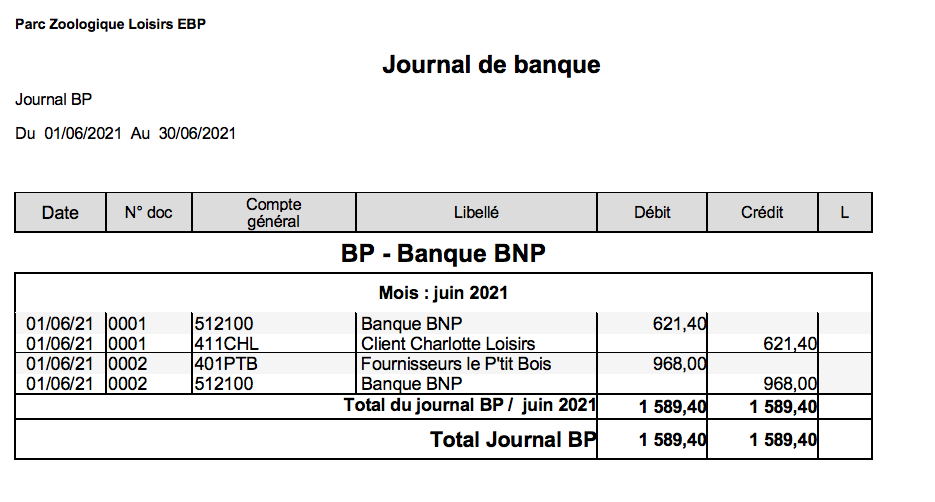 Parc Zoologique Loisirs EBP
Journal de banque
Journal BP
Du 01/06/2021 Au 30/06/2021
Date N° doc Compte général Libellé Débit Crédit L
BP - Banque BNP
Mois : juin 2021
01/06/21 0001 512100 Banque BNP 621,40
01/06/21 0001 411CHL Client Charlotte Loisirs 621,40
01/06/21 0002 401PTB Fournisseurs le P'tit Bois 968,00
01/06/21 0002 512100 Banque BNP 968,00
Total du journal BP / juin 2021 1 589,40 1 589,40
Total Journal BP 1 589,40 1 589,40